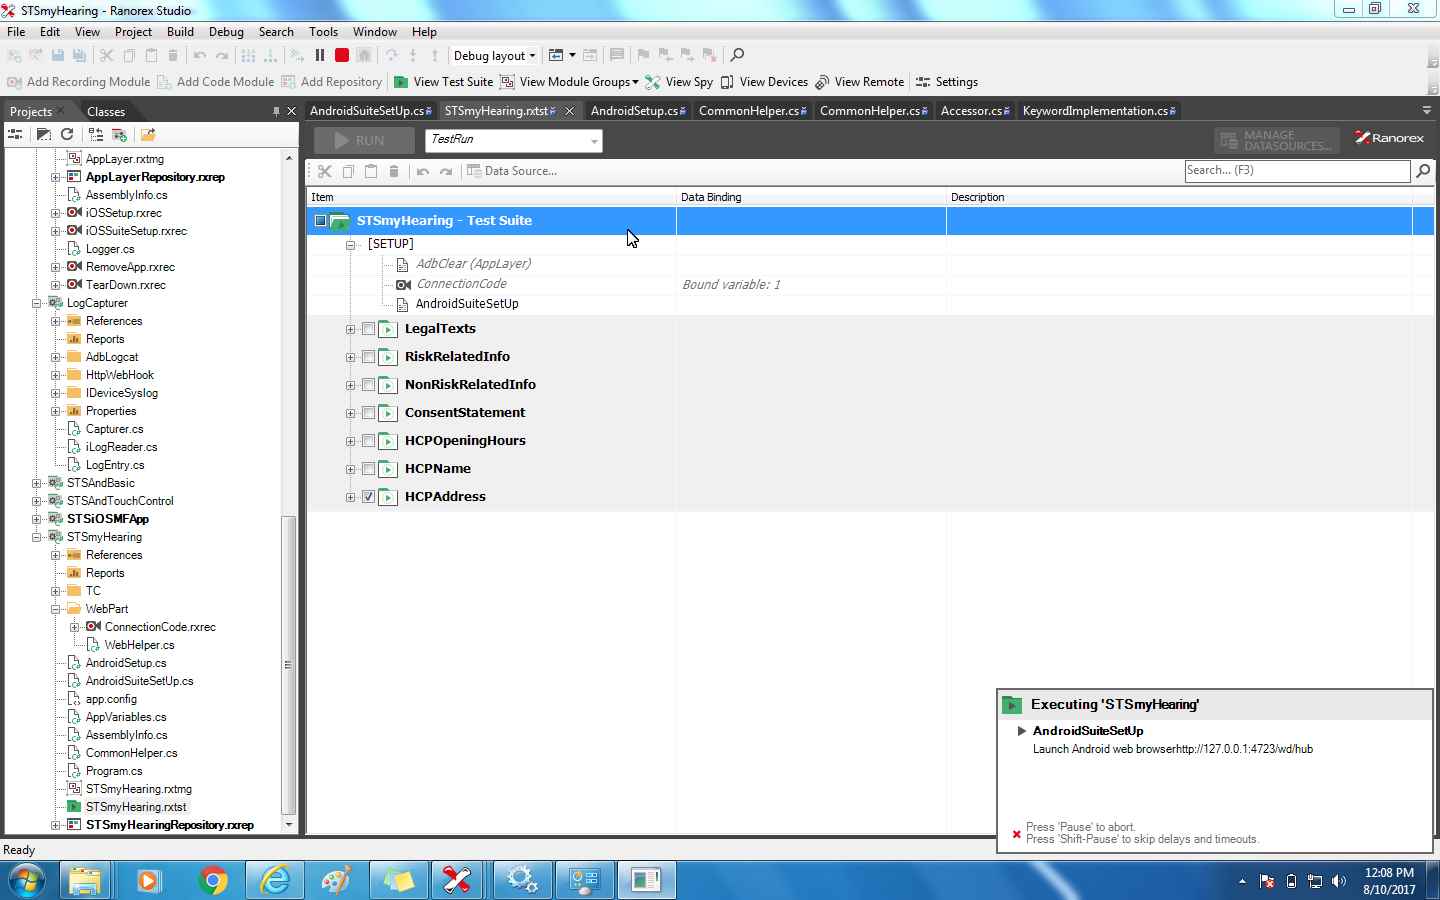 STSmyHearing - Ranorex Studio
File Edit View Project Build Debug Search Tools Window Help
Debug layout
Add Recording Module Add Code Module Add Repository View Test Suite View Module Groups View Spy View Devices View Remote Settings
Projects Classes
AndroidSuiteSetUp.cs STSmyHearing.rxtst AndroidSetup.cs CommonHelper.cs CommonHelper.cs Accessor.cs KeywordImplementation.cs
RUN TestRun MANAGE DATASOURCES... Ranorex
Data Source... Search... (F3)
Item Data Binding Description
STSmyHearing - Test Suite
[SETUP]
AdbClear (AppLayer)
ConnectionCode Bound variable: 1
AndroidSuiteSetUp
LegalTexts
RiskRelatedInfo
NonRiskRelatedInfo
ConsentStatement
HCPOpeningHours
HCPName
HCPAddress
AppLayer.rxtmg
AppLayerRepository.rxrep
AssemblyInfo.cs
iOSSetup.rxrec
iOSSuiteSetup.rxrec
Logger.cs
RemoveApp.rxrec
TearDown.rxrec
LogCapturer
References
Reports
AdbLogcat
HttpWebHook
IDeviceSyslog
Properties
Capturer.cs
iLogReader.cs
LogEntry.cs
STSAndBasic
STSAndTouchControl
STSiOSMFApp
STSmyHearing
References
Reports
TC
WebPart
ConnectionCode.rxrec
WebHelper.cs
AndroidSetup.cs
AndroidSuiteSetUp.cs
app.config
AppVariables.cs
AssemblyInfo.cs
CommonHelper.cs
Program.cs
STSmyHearing.rxtmg
STSmyHearing.rxtst
STSmyHearingRepository.rxrep
Executing 'STSmyHearing'
AndroidSuiteSetUp
Launch Android web browserhttp://127.0.0.1:4723/wd/hub
Press 'Pause' to abort.
Press 'Shift-Pause' to skip delays and timeouts.
Ready
12:08 PM
8/10/2017